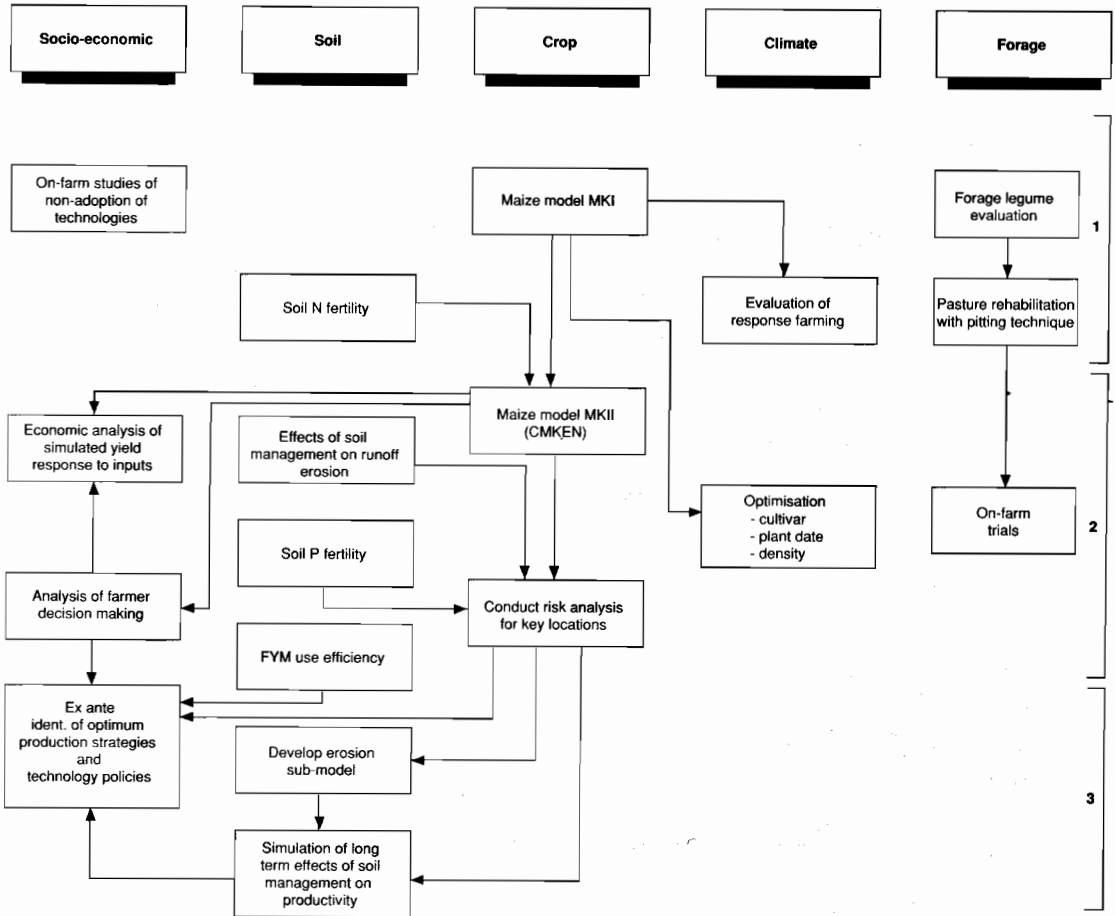 Socio-economic
Soil
Crop
Climate
Forage
On-farm studies of
non-adoption of
technologies
Maize model MKI
Forage legume
evaluation
1
Soil N fertility
Evaluation of
response farming
Pasture rehabilitation
with pitting technique
Economic analysis of
simulated yield
response to inputs
Effects of soil
management on runoff
erosion
Maize model MKII
(CMKEN)
Optimisation
- cultivar
- plant date
- density
On-farm
trials
2
Soil P fertility
Analysis of farmer
decision making
Conduct risk analysis
for key locations
FYM use efficiency
Ex ante
ident. of optimum
production strategies
and
technology policies
Develop erosion
sub-model
3
Simulation of long
term effects of soil
management on
productivity